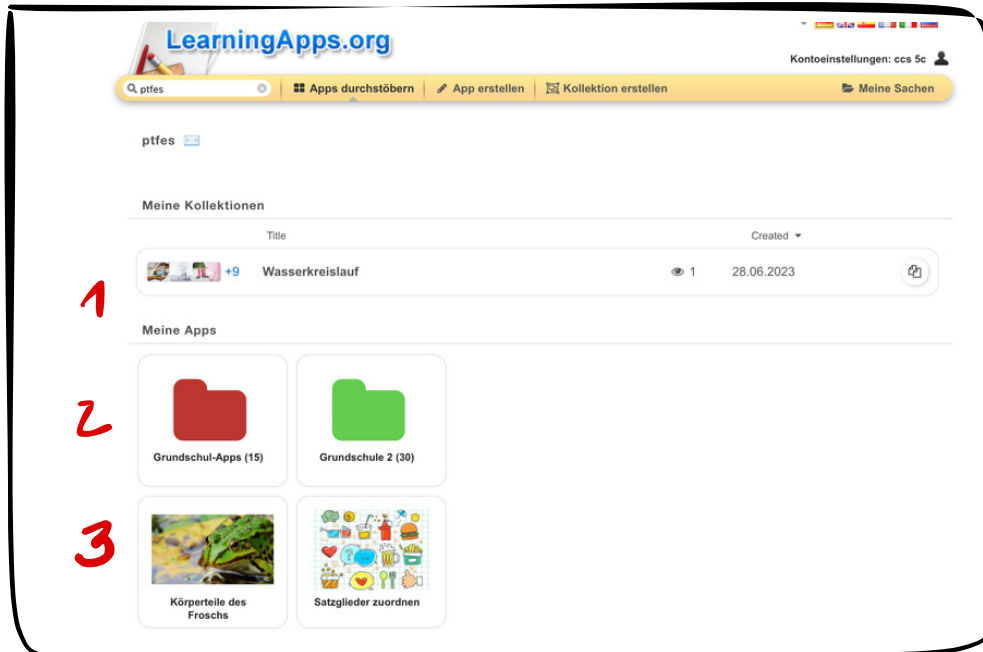 LearningApps.org
Kontoeinstellungen: ccs 5c
ptfes
Apps durchstöbern
App erstellen
Kollektion erstellen
Meine Sachen
ptfes
Meine Kollektionen
Title
Created
+9
Wasserkreislauf
1
28.06.2023
1
Meine Apps
2
Grundschul-Apps (15)
Grundschule 2 (30)
3
Körperteile des
Froschs
Satzglieder zuordnen